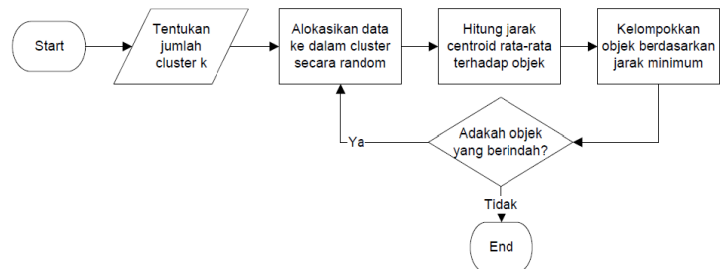 Start
Tentukan
jumlah
cluster k
Alokasikan data
ke dalam cluster
secara random
Hitung jarak
centroid rata-rata
terhadap objek
Kelompokkan
objek berdasarkan
jarak minimum
Adakah objek
yang berindah?
Ya
Tidak
End